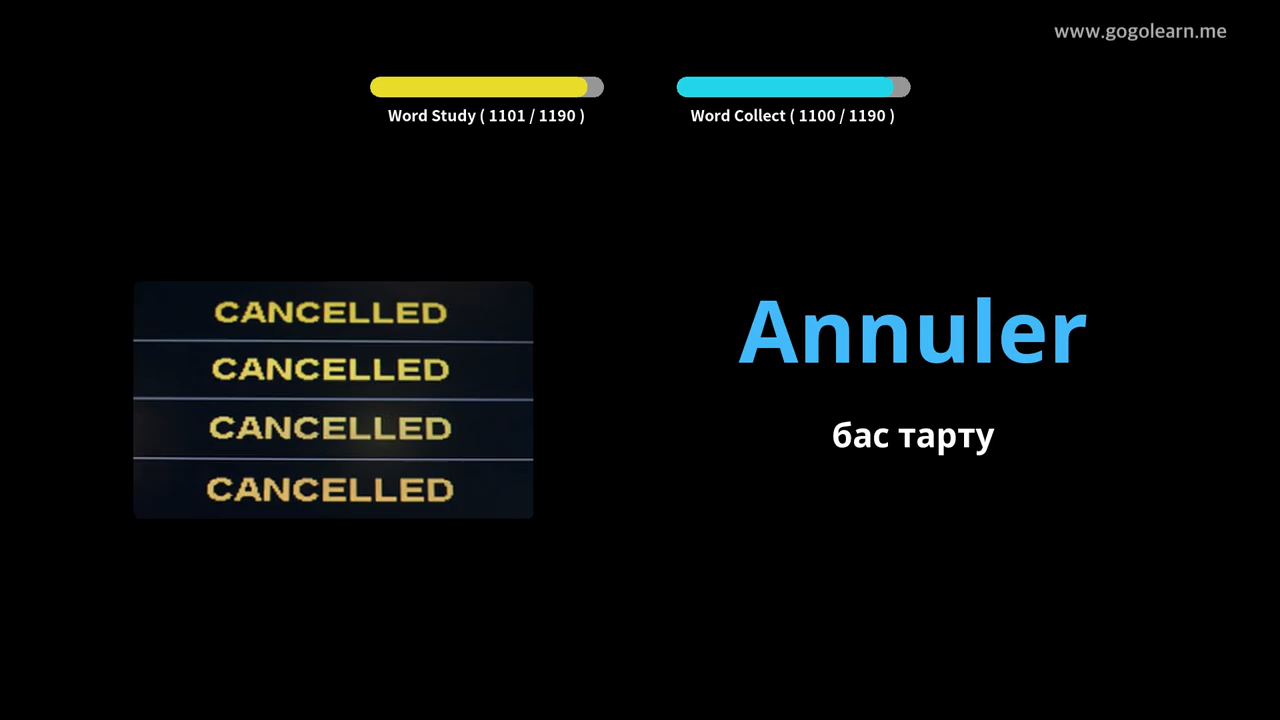 www.gogolearn.me
Word Study ( 1101 / 1190 )
Word Collect ( 1100 / 1190 )
CANCELLED
CANCELLED
CANCELLED
CANCELLED
Annuler
бас тарту